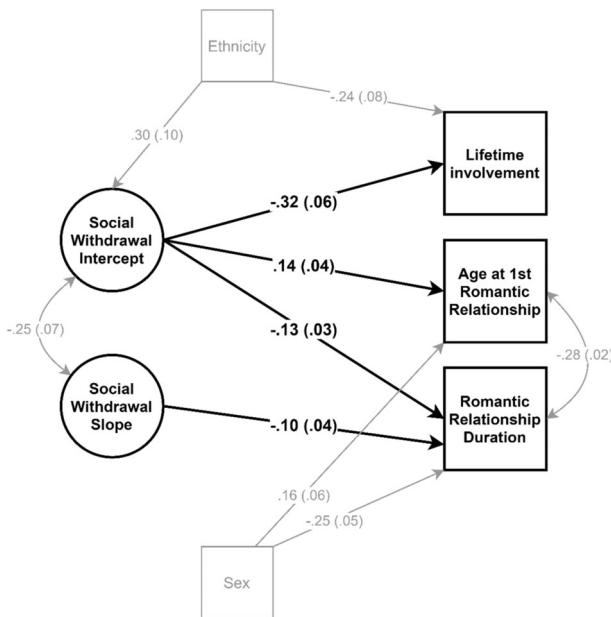 Ethnicity
-.24 (.08)
.30 (.10)
Lifetime
involvement
-.32 (.06)
Social
Withdrawal
Intercept
.14 (.04)
Age at 1st
Romantic
Relationship
-.25 (.07)
-.13 (.03)
-.28 (.02)
Social
Withdrawal
Slope
-.10 (.04)
Romantic
Relationship
Duration
.16 (.06)
-.25 (.05)
Sex